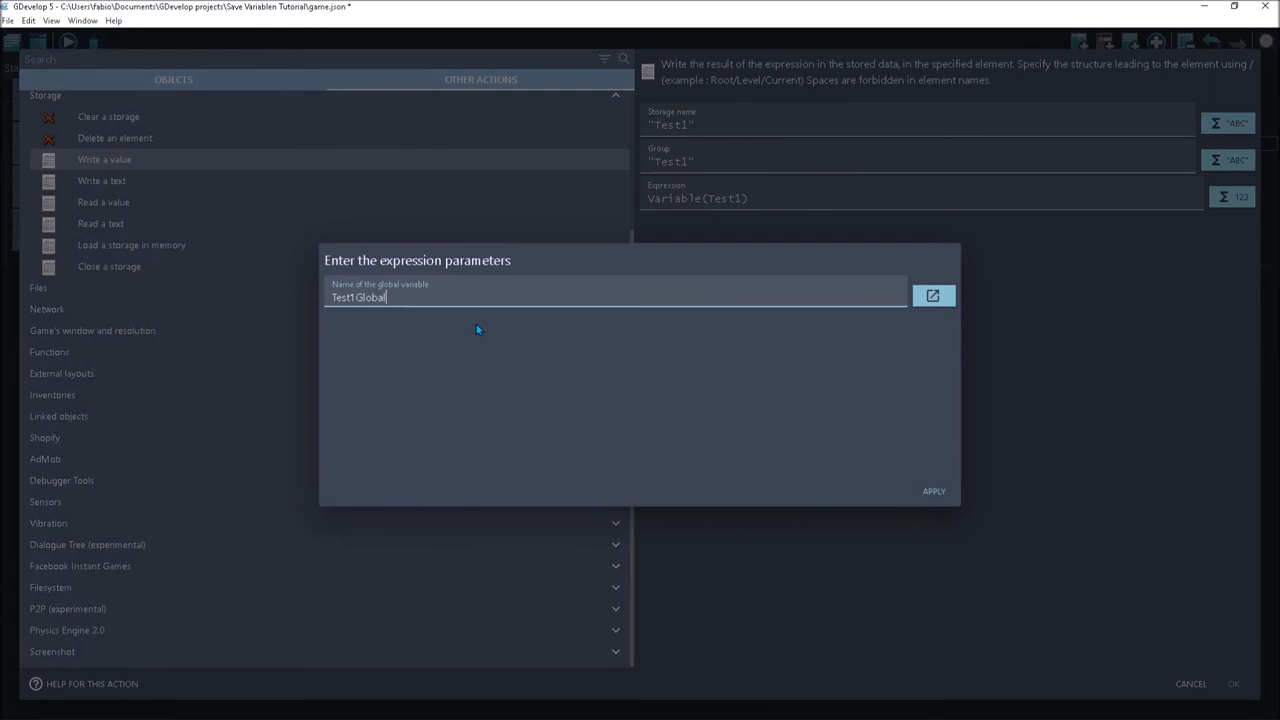 GDevelop 5 - C:\Users\fabio\Documents\GDevelop projects\Save Variablen Tutorial\game.json *
File Edit View Window Help
Search
OBJECTS
OTHER ACTIONS
Storage
Clear a storage
Delete an element
Write a value
Write a text
Read a value
Read a text
Load a storage in memory
Close a storage
Files
Network
Game's window and resolution
Functions
External layouts
Inventories
Linked objects
Shopify
AdMob
Debugger Tools
Sensors
Vibration
Dialogue Tree (experimental)
Facebook Instant Games
Filesystem
P2P (experimental)
Physics Engine 2.0
Screenshot
HELP FOR THIS ACTION
Write the result of the expression in the stored data, in the specified element. Specify the structure leading to the element using /
(example : Root/Level/Current) Spaces are forbidden in element names.
Storage name
"Test1"
Σ "ABC"
Group
"Test1"
Σ "ABC"
Expression
Variable(Test1)
Σ 123
Enter the expression parameters
Name of the global variable
Test1Global
APPLY
CANCEL
OK